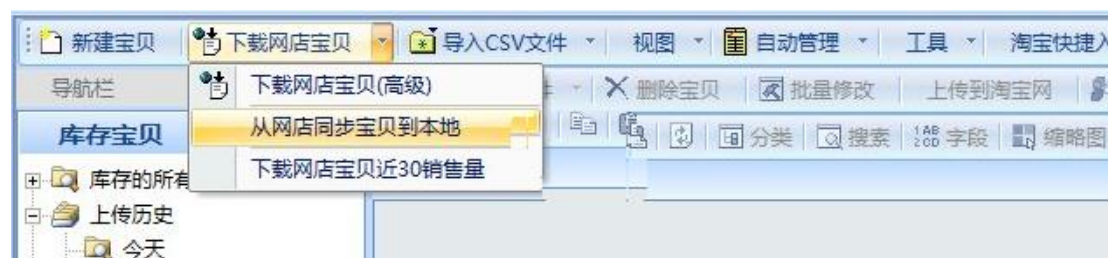 新建宝贝 下载网店宝贝 导入CSV文件 视图 自动管理 工具 淘宝快捷入
导航栏 下载网店宝贝(高级) 删除宝贝 批量修改 上传到淘宝网
库存宝贝 从网店同步宝贝到本地 分类 搜索 字段 缩略图
库存的所有 下载网店宝贝近30销售量
上传历史
今天